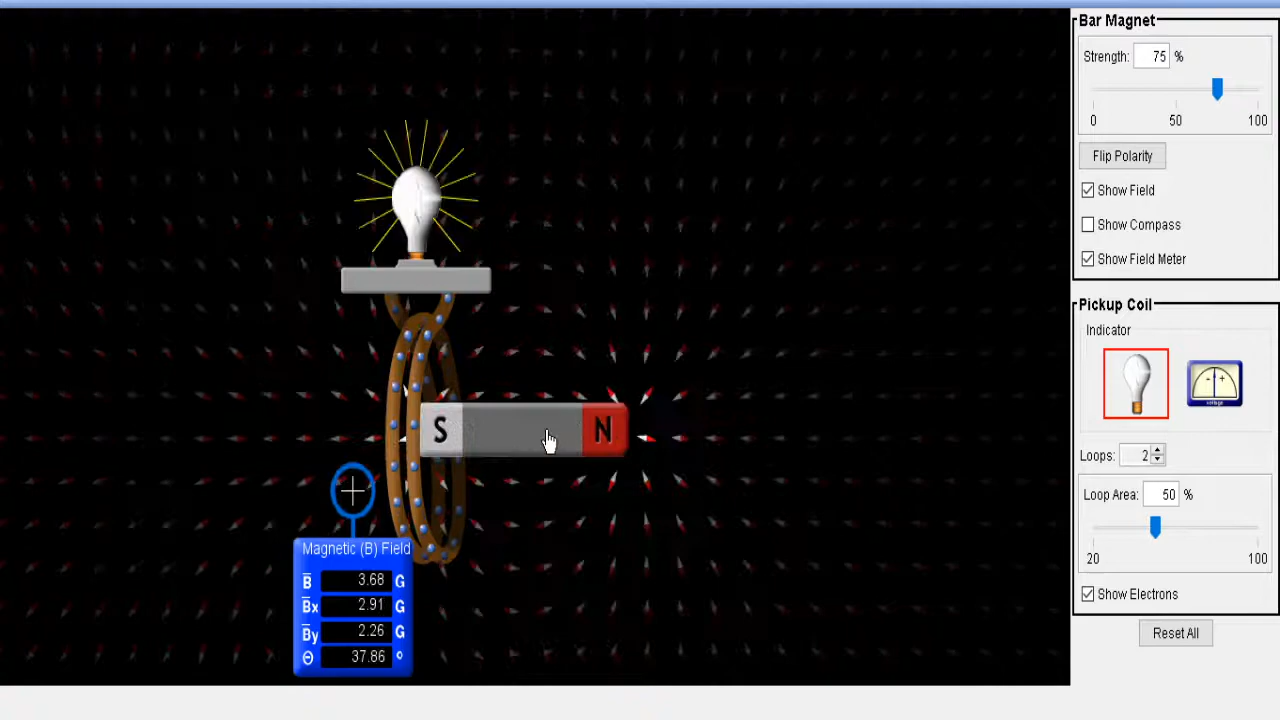 Bar Magnet
Strength: 75 %
0 50 100
Flip Polarity
Show Field
Show Compass
Show Field Meter
Pickup Coil
Indicator
- +
voltage
Loops: 2
Loop Area: 50 %
20 100
Show Electrons
Reset All
S N
Magnetic (B) Field
B 3.68 G
Bx 2.91 G
By 2.26 G
Θ 37.86 °